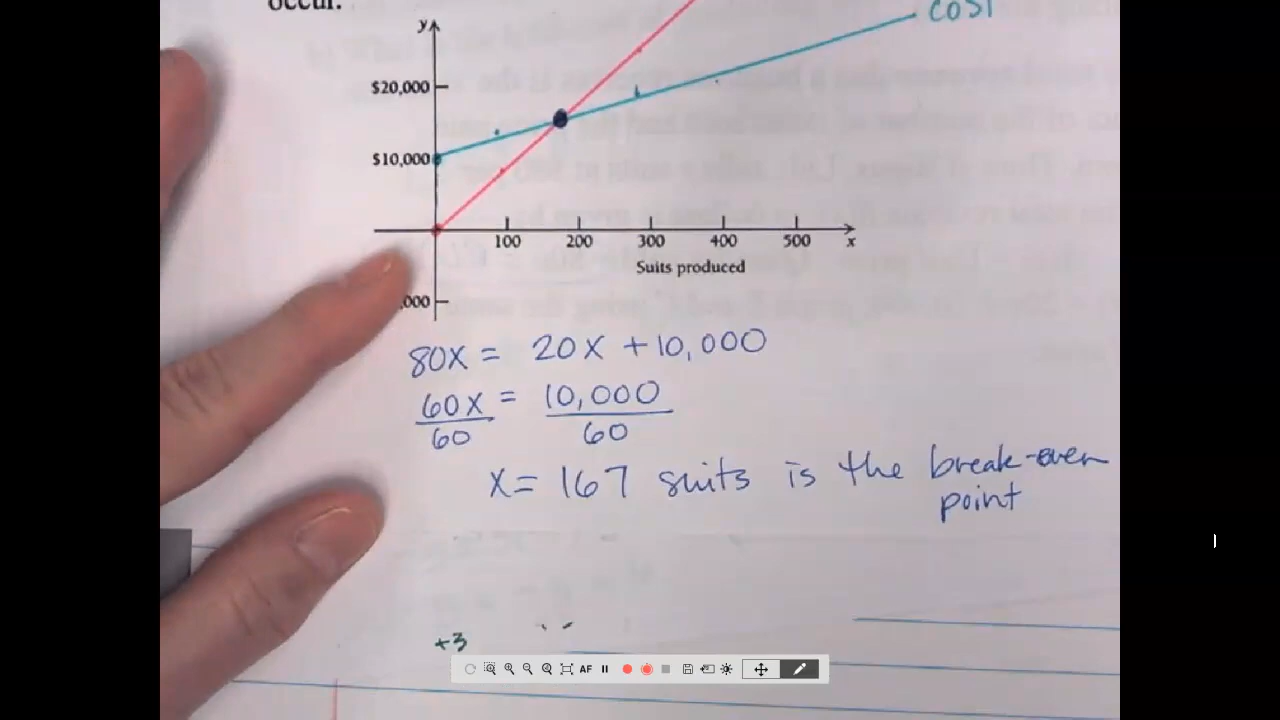 occur.
COST
y
$20,000
$10,000
100 200 300 400 500 x
Suits produced
,000
80x = 20x + 10,000
60x = 10,000
60 60
x = 167 suits is the break-even
point
+3
AF